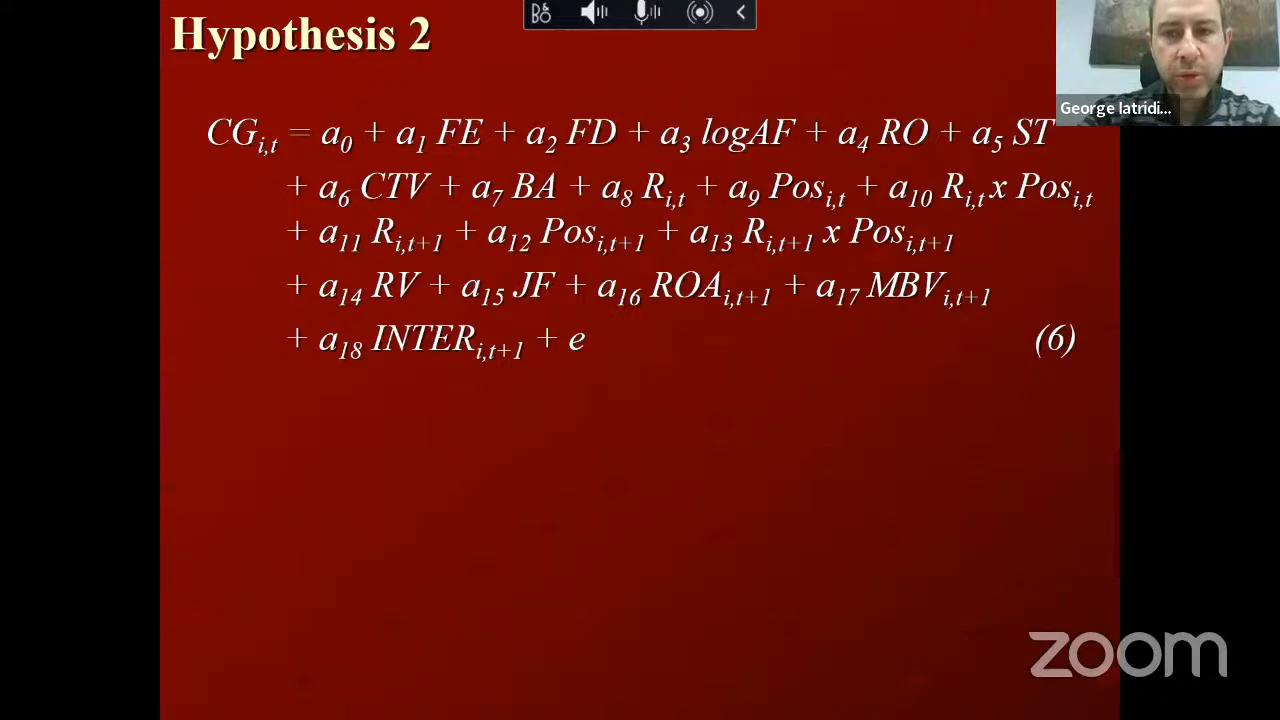 Hypothesis 2
George Iatridi...
CG_{i,t} = a_0 + a_1 FE + a_2 FD + a_3 logAF + a_4 RO + a_5 ST
+ a_6 CTV + a_7 BA + a_8 R_{i,t} + a_9 Pos_{i,t} + a_10 R_{i,t} x Pos_{i,t}
+ a_11 R_{i,t+1} + a_12 Pos_{i,t+1} + a_13 R_{i,t+1} x Pos_{i,t+1}
+ a_14 RV + a_15 JF + a_16 ROA_{i,t+1} + a_17 MBV_{i,t+1}
+ a_18 INTER_{i,t+1} + e (6)
zoom